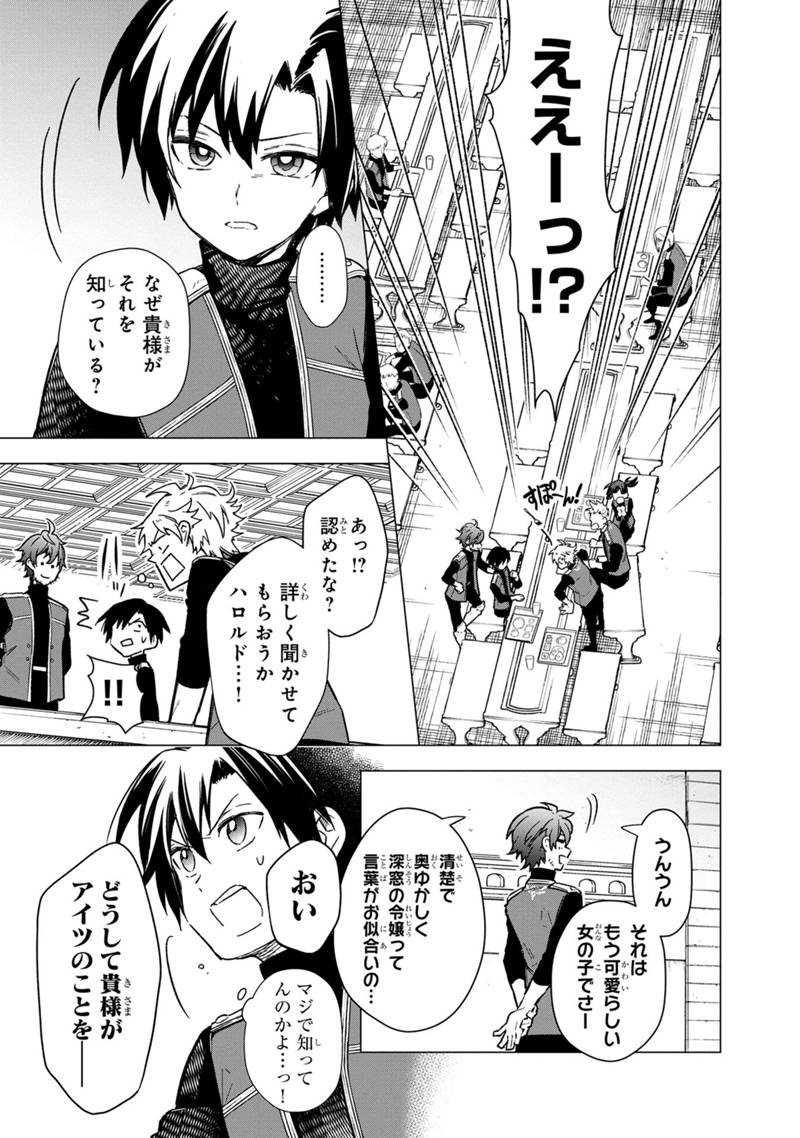 ええーっ!?
すぽーん!
………
なぜ貴様が
それを
知っている?
あっ!?
認めたな?
詳しく聞かせて
もらおうか
ハロルド…!
!!
うんうん
それは
もう可愛らしい
女の子でさー
清楚で
奥ゆかしく
深窓の令嬢って
言葉がお似合いの…
おい
マジで知って
んのかよ…っ!
どうして貴様が
アイツのことを──